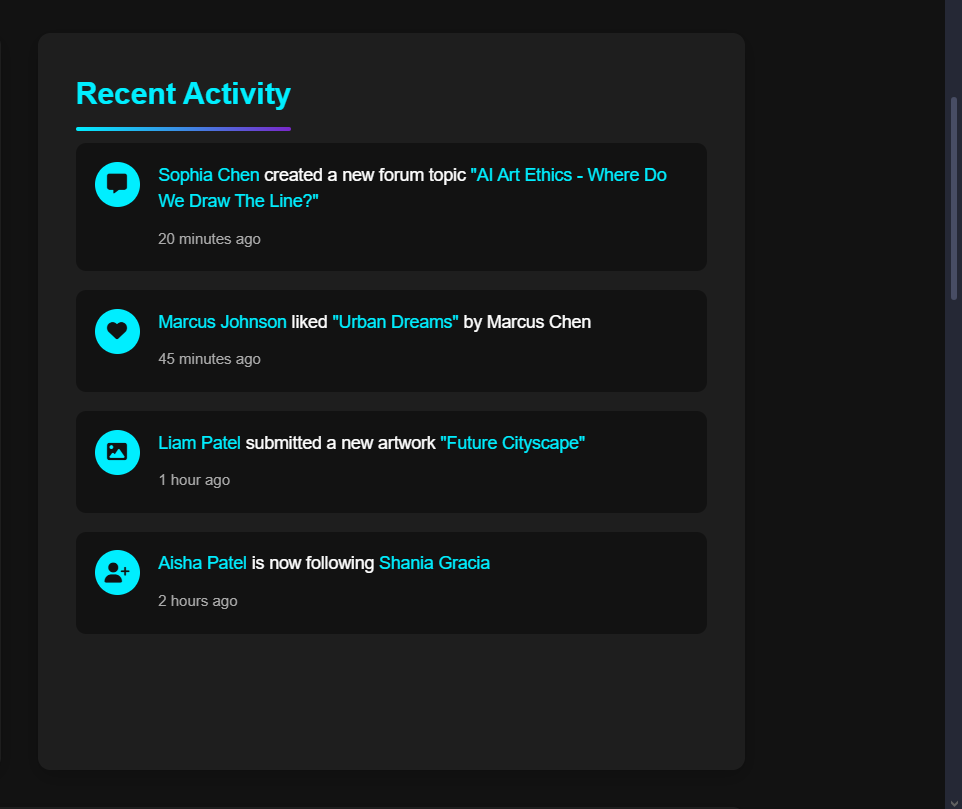 Recent Activity
Sophia Chen created a new forum topic "AI Art Ethics - Where Do
We Draw The Line?"
20 minutes ago
Marcus Johnson liked "Urban Dreams" by Marcus Chen
45 minutes ago
Liam Patel submitted a new artwork "Future Cityscape"
1 hour ago
Aisha Patel is now following Shania Gracia
2 hours ago